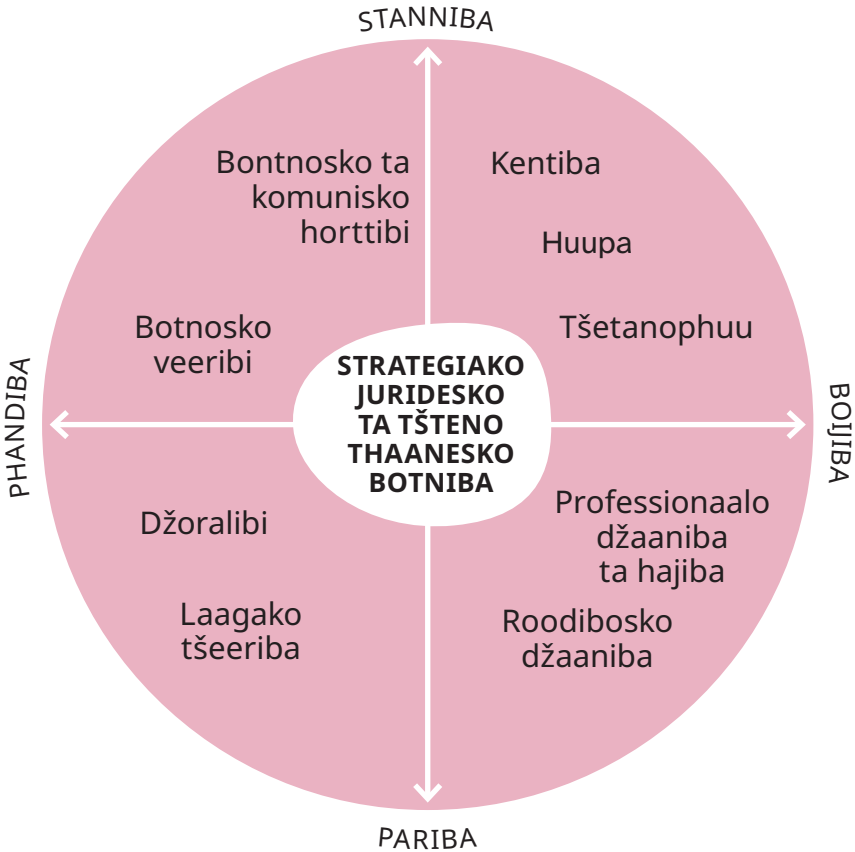 STANNIBA
Bontnosko ta
komunisko
horttibi
Kentiba
Huupa
Botnosko
veeribi
Tšetanophuu
PHANDIBA
STRATEGIAKO
JURIDESKO
TA TŠTENO
THAANESKO
BOTNIBA
BOIJIBA
Džoralibi
Laagako
tšeeriba
Professionaalo
džaaniba
ta hajiba
Roodibosko
džaaniba
PARIBA